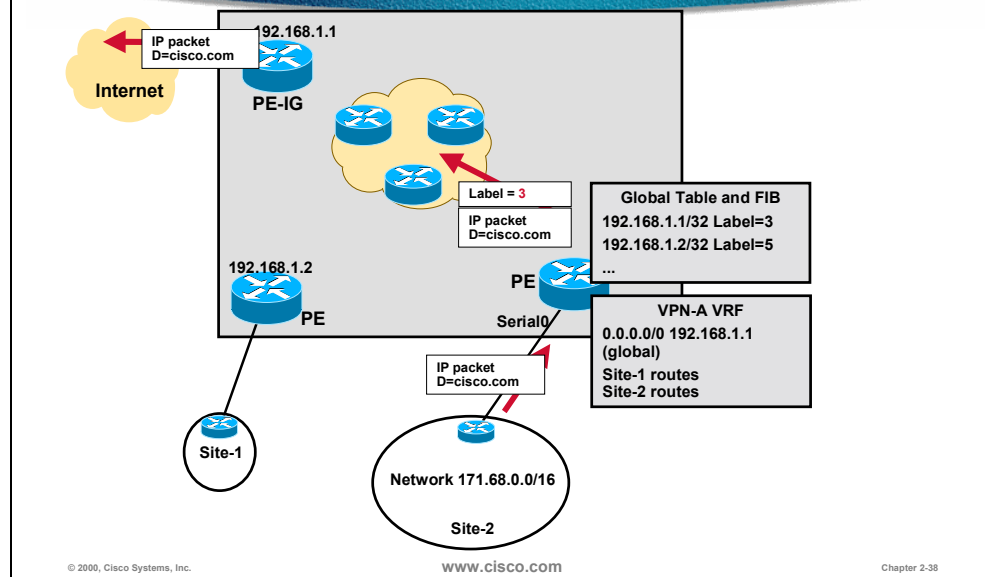 192.168.1.1
IP packet
D=cisco.com
Internet
PE-IG
Label = 3
IP packet
D=cisco.com
Global Table and FIB
192.168.1.1/32 Label=3
192.168.1.2/32 Label=5
...
192.168.1.2
PE
PE
Serial0
VPN-A VRF
0.0.0.0/0 192.168.1.1
(global)
Site-1 routes
Site-2 routes
IP packet
D=cisco.com
Site-1
Network 171.68.0.0/16
Site-2
© 2000, Cisco Systems, Inc.
www.cisco.com
Chapter 2-38